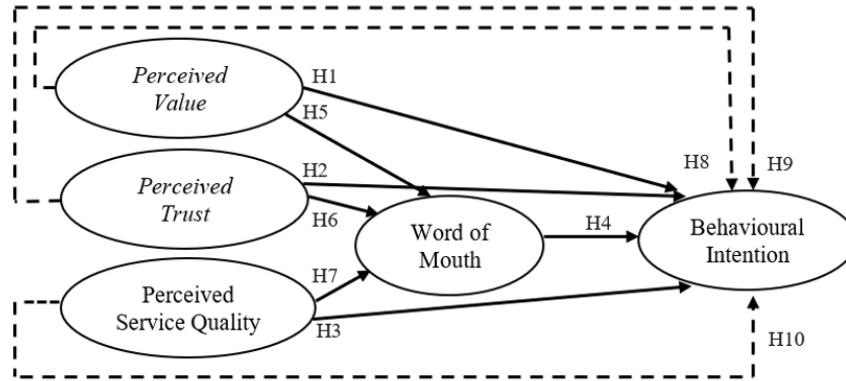 Perceived
Value
H1
H5
H8
H9
Perceived
Trust
H2
H6
Word of
Mouth
H4
Behavioural
Intention
Perceived
Service Quality
H7
H3
H10